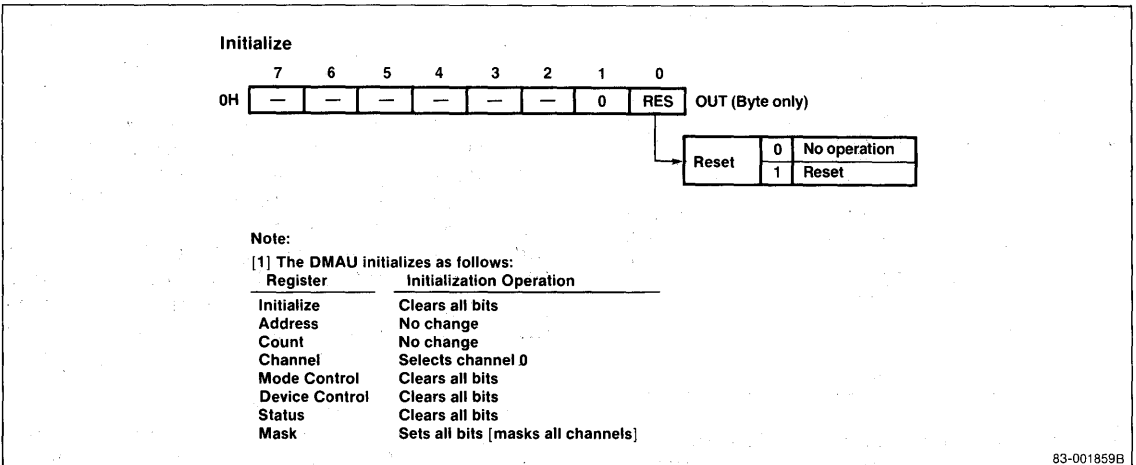 Initialize
7 6 5 4 3 2 1 0
0H — — — — — — 0 RES OUT (Byte only)
Reset 0 No operation
1 Reset
Note:
[1] The DMAU initializes as follows:
Register Initialization Operation
Initialize Clears all bits
Address No change
Count No change
Channel Selects channel 0
Mode Control Clears all bits
Device Control Clears all bits
Status Clears all bits
Mask Sets all bits [masks all channels]
83-001859B